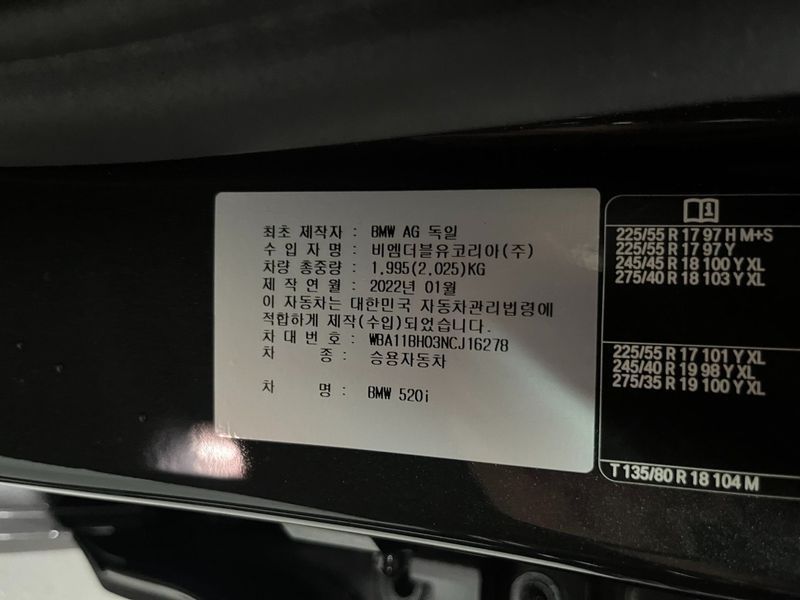 최초 제작자 : BMW AG 독일
수 입 자 명 : 비엠더블유코리아(주)
차량 총중량 : 1,995(2,025)KG
제 작 연 월 : 2022년 01월
이 자동차는 대한민국 자동차관리법령에
적합하게 제작(수입)되었습니다.
차 대 번 호 : WBA11BH03NCJ16278
차 종 : 승용자동차
차 명 : BMW 520i
1
225/55 R 17 97 H M+S
225/55 R 17 97 Y
245/45 R 18 100 Y XL
275/40 R 18 103 Y XL
225/55 R 17 101 Y XL
245/40 R 19 98 Y XL
275/35 R 19 100 Y XL
T 135/80 R 18 104 M